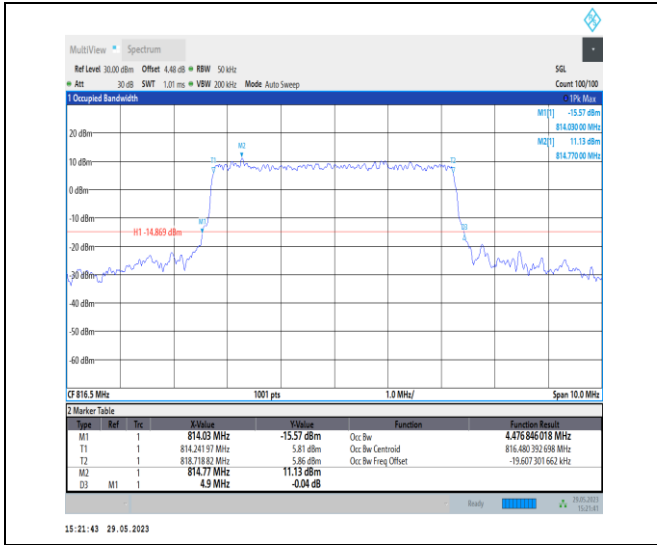 MultiView Spectrum
Ref Level 30.00 dBm Offset 4.48 dB RBW 50 kHz SGL
Att 30 dB SWT 1.01 ms VBW 200 kHz Mode Auto Sweep Count 100/100
1 Occupied Bandwidth 1Pk Max
M1[1] -15.57 dBm
814.030 00 MHz
20 dBm
M2[1] 11.13 dBm
814.770 00 MHz
M2
10 dBm
T1 T2
0 dBm
-10 dBm
M1
D3
H1 -14.869 dBm
-20 dBm
-30 dBm
-40 dBm
-50 dBm
-60 dBm
CF 816.5 MHz 1001 pts 1.0 MHz/ Span 10.0 MHz
2 Marker Table
Type Ref Trc X-Value Y-Value Function Function Result
M1 1 814.03 MHz -15.57 dBm Occ Bw 4.476 846 018 MHz
T1 1 814.241 97 MHz 5.81 dBm Occ Bw Centroid 816.480 392 698 MHz
T2 1 818.718 82 MHz 5.86 dBm Occ Bw Freq Offset -19.607 301 662 kHz
M2 1 814.77 MHz 11.13 dBm
D3 M1 1 4.9 MHz -0.04 dB
Ready 29.05.2023
15:21:43
15:21:43 29.05.2023